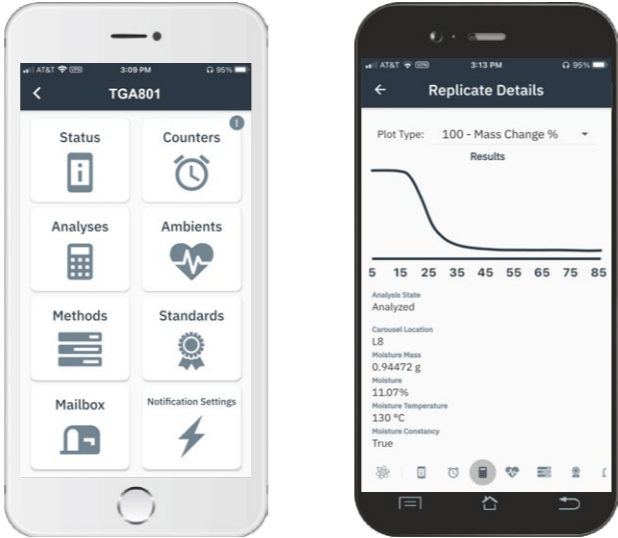 AT&T
3:09 PM
95%
TGA801
Status
Counters
Analyses
Ambients
Methods
Standards
Mailbox
Notification Settings
AT&T
3:13 PM
95%
Replicate Details
Plot Type: 100 - Mass Change %
Results
5 15 25 35 45 55 65 75 85
Analysis State
Analyzed
Carousel Location
L8
Moisture Mass
0.94472 g
Moisture
11.07%
Moisture Temperature
130 °C
Moisture Constancy
True